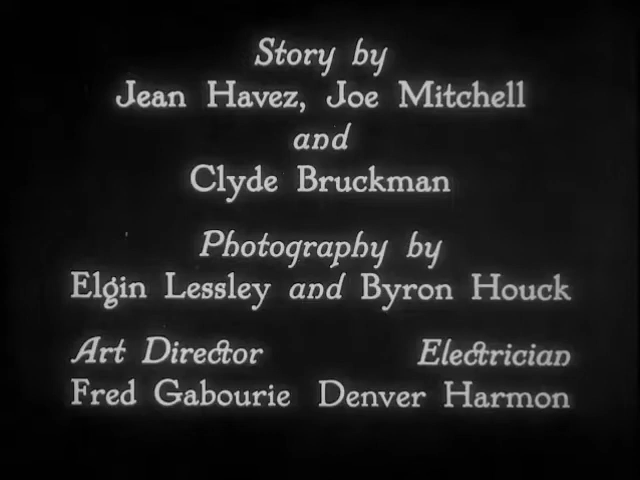 Story by
Jean Havez, Joe Mitchell
and
Clyde Bruckman
Photography by
Elgin Lessley and Byron Houck
Art Director Electrician
Fred Gabourie Denver Harmon